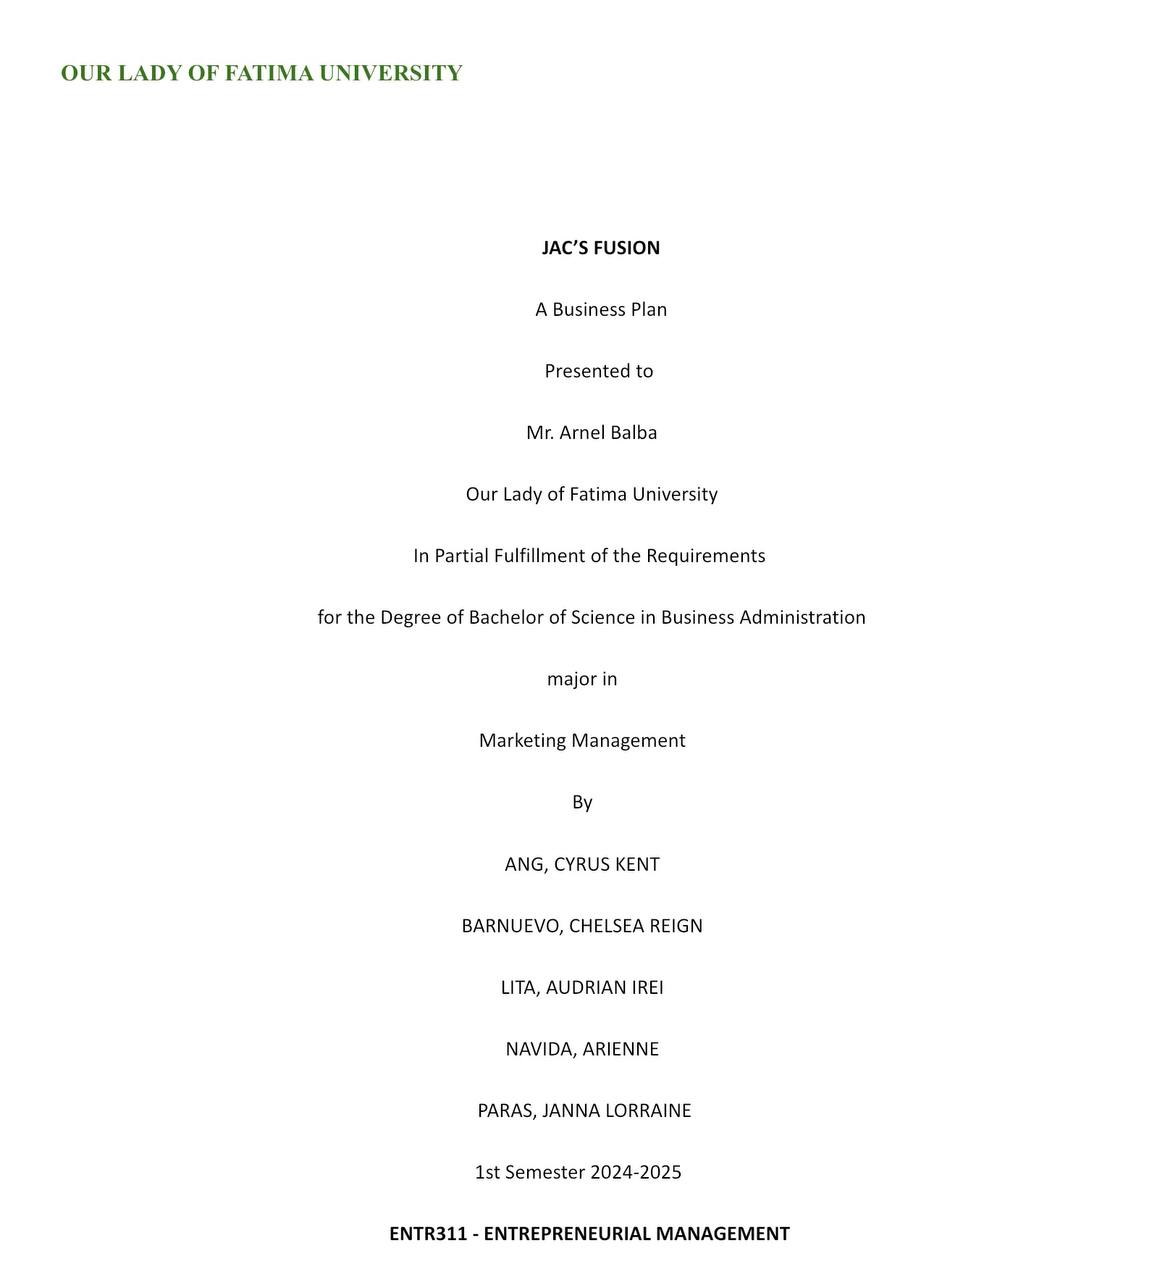 OUR LADY OF FATIMA UNIVERSITY
JAC’S FUSION
A Business Plan
Presented to
Mr. Arnel Balba
Our Lady of Fatima University
In Partial Fulfillment of the Requirements
for the Degree of Bachelor of Science in Business Administration
major in
Marketing Management
By
ANG, CYRUS KENT
BARNUEVO, CHELSEA REIGN
LITA, AUDRIAN IREI
NAVIDA, ARIENNE
PARAS, JANNA LORRAINE
1st Semester 2024-2025
ENTR311 - ENTREPRENEURIAL MANAGEMENT